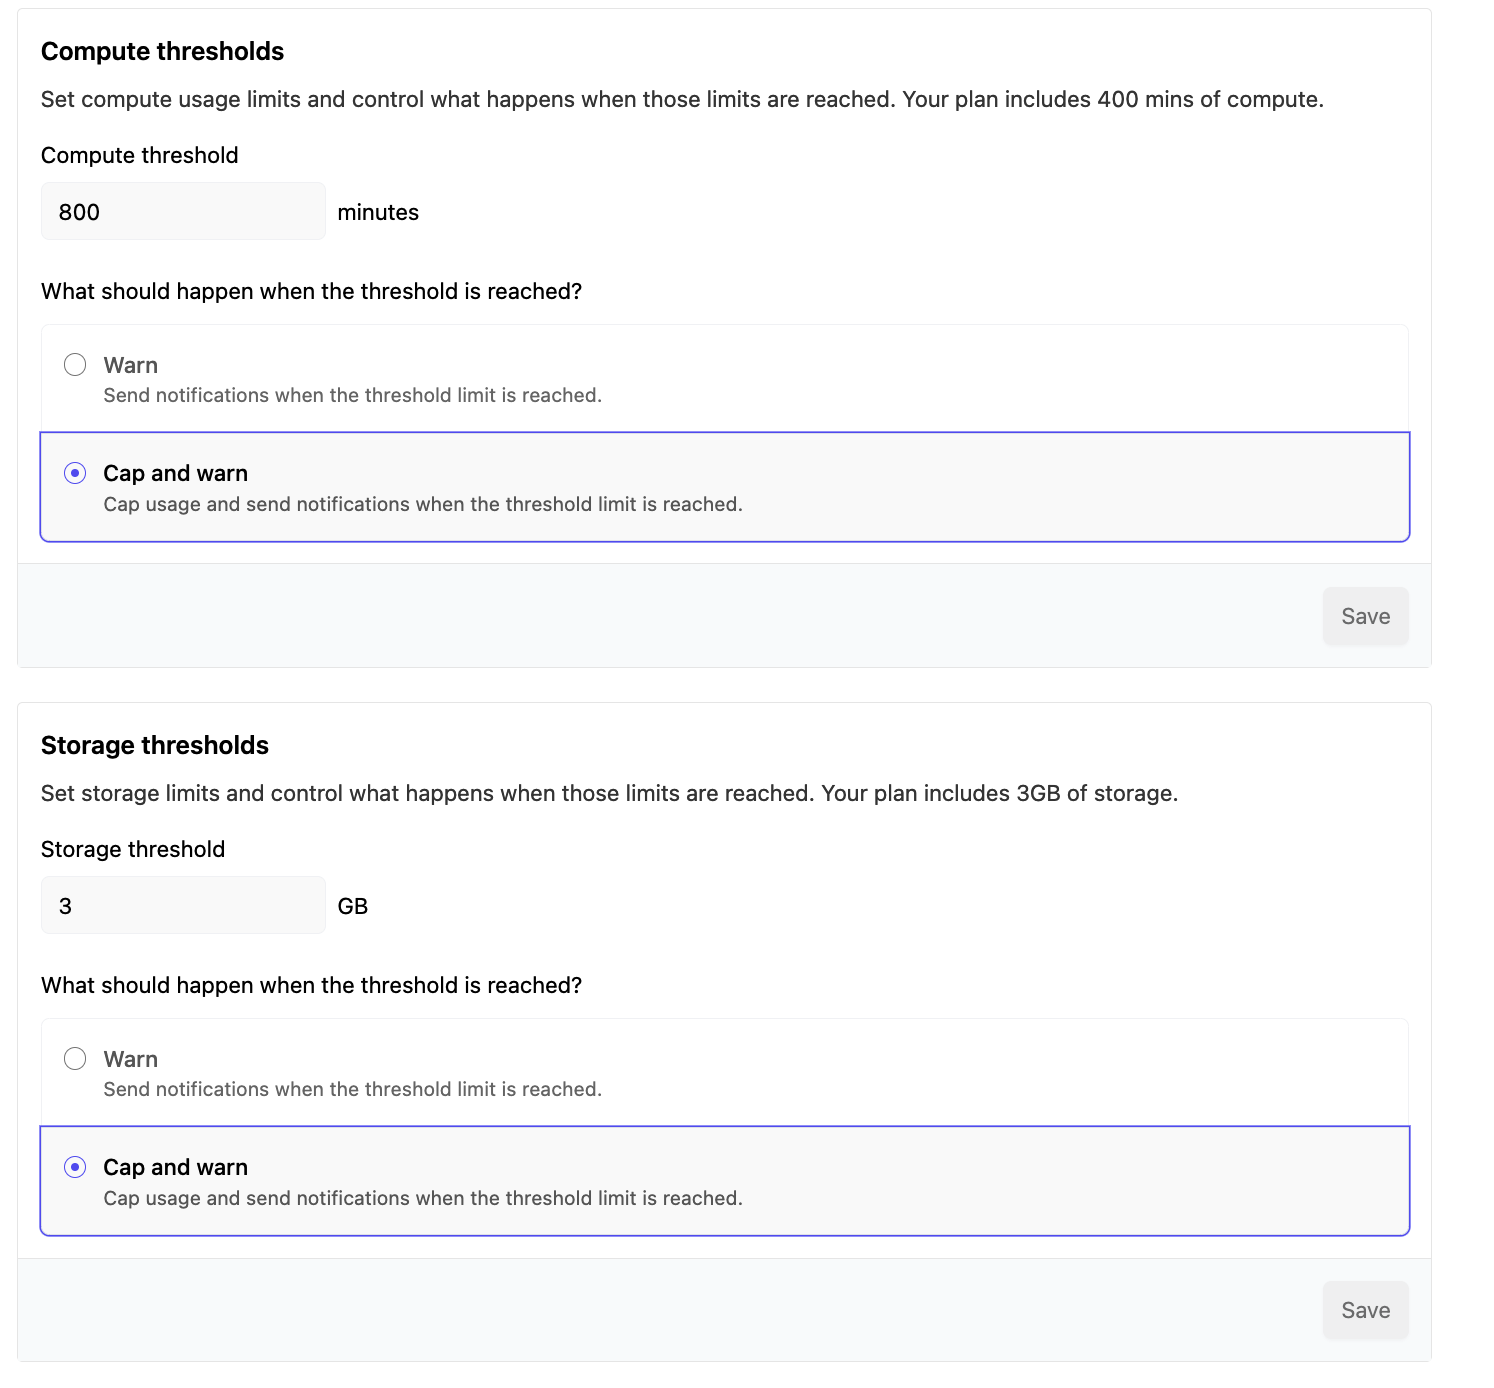 Compute thresholds
Set compute usage limits and control what happens when those limits are reached. Your plan includes 400 mins of compute.
Compute threshold
800 minutes
What should happen when the threshold is reached?
Warn
Send notifications when the threshold limit is reached.
Cap and warn
Cap usage and send notifications when the threshold limit is reached.
Save
Storage thresholds
Set storage limits and control what happens when those limits are reached. Your plan includes 3GB of storage.
Storage threshold
3 GB
What should happen when the threshold is reached?
Warn
Send notifications when the threshold limit is reached.
Cap and warn
Cap usage and send notifications when the threshold limit is reached.
Save